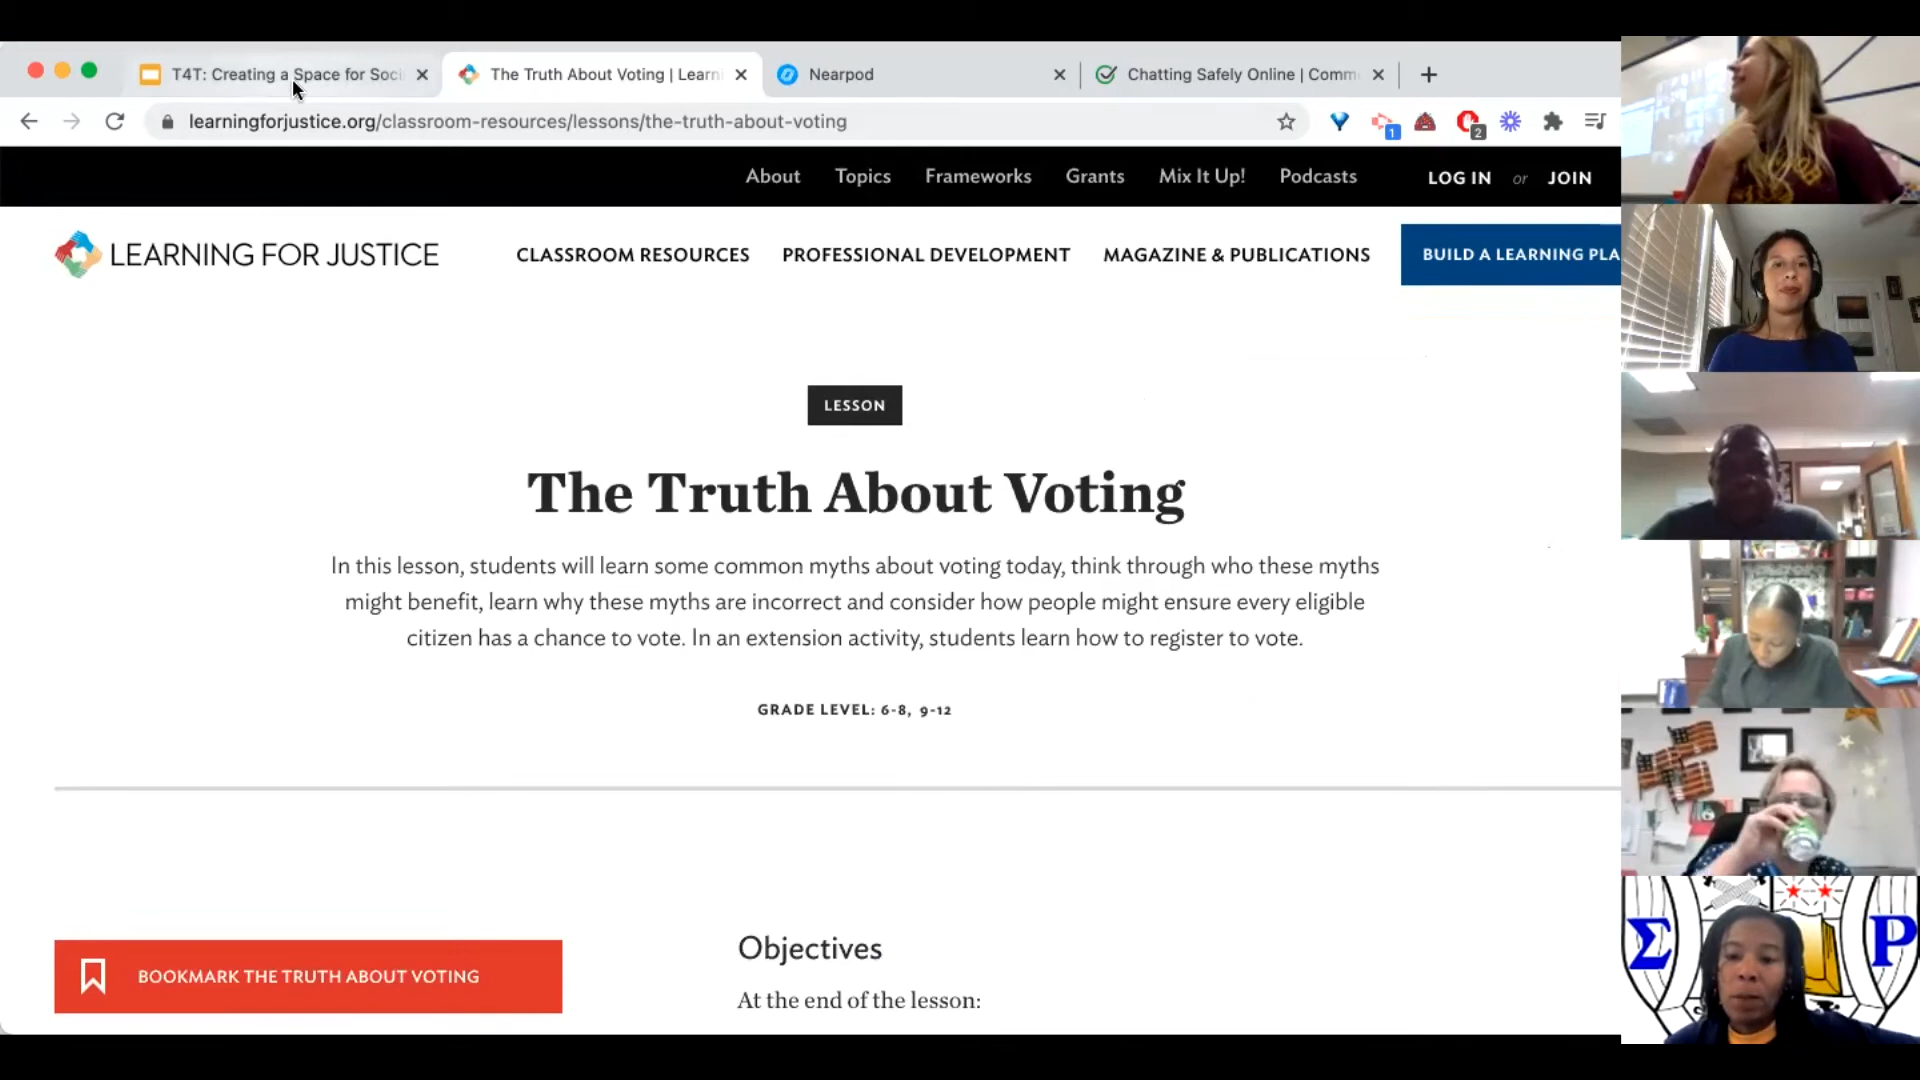 T4T: Creating a Space for Soci
The Truth About Voting | Learni
Nearpod
Chatting Safely Online | Comm
learningforjustice.org/classroom-resources/lessons/the-truth-about-voting
1
2
About
Topics
Frameworks
Grants
Mix It Up!
Podcasts
LOG IN or JOIN
LEARNING FOR JUSTICE
CLASSROOM RESOURCES
PROFESSIONAL DEVELOPMENT
MAGAZINE & PUBLICATIONS
BUILD A LEARNING PLA
LESSON
The Truth About Voting
In this lesson, students will learn some common myths about voting today, think through who these myths
might benefit, learn why these myths are incorrect and consider how people might ensure every eligible
citizen has a chance to vote. In an extension activity, students learn how to register to vote.
GRADE LEVEL: 6-8, 9-12
BOOKMARK THE TRUTH ABOUT VOTING
Objectives
At the end of the lesson:
Σ
Ρ